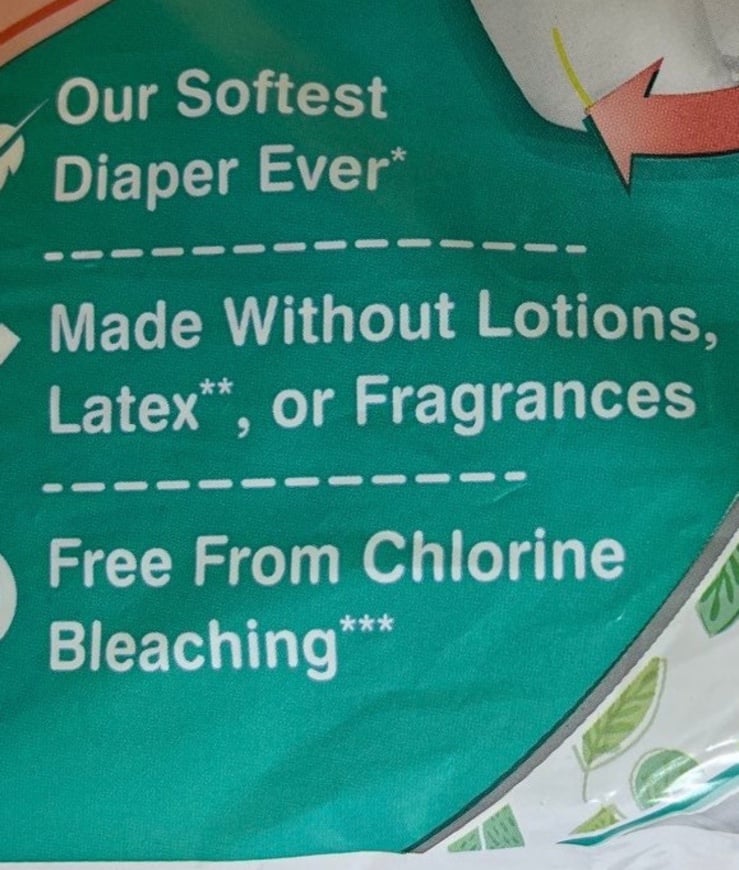 Our Softest
Diaper Ever*
Made Without Lotions,
Latex**, or Fragrances
Free From Chlorine
Bleaching***